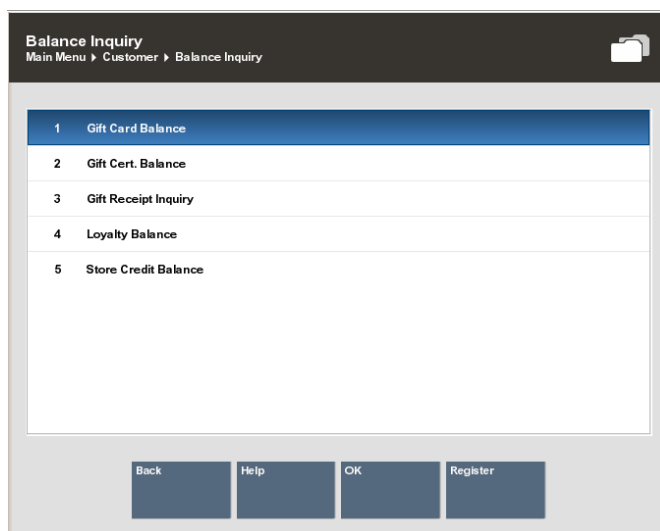 Balance Inquiry
Main Menu ▸ Customer ▸ Balance Inquiry
1 Gift Card Balance
2 Gift Cert. Balance
3 Gift Receipt Inquiry
4 Loyalty Balance
5 Store Credit Balance
Back Help OK Register